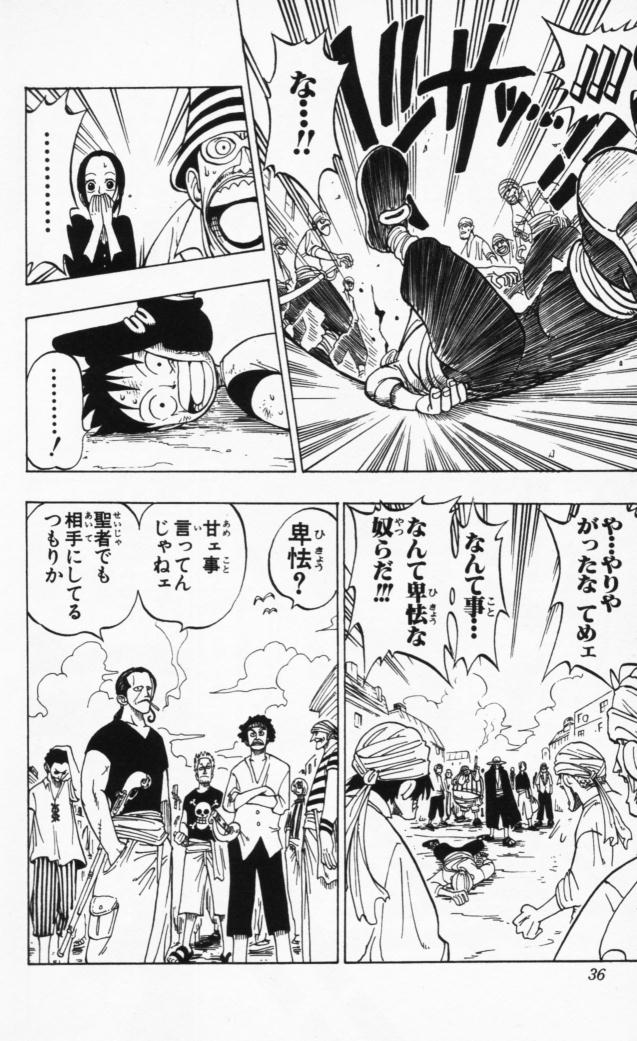 !!!
ドサッ…
な…!!
…………
………!
や…やりや
がったな てめェ
なんて事…
なんて卑怯な
奴らだ!!!
卑怯?
甘ェ事
言ってん
じゃねェ
聖者でも
相手にしてる
つもりか
36